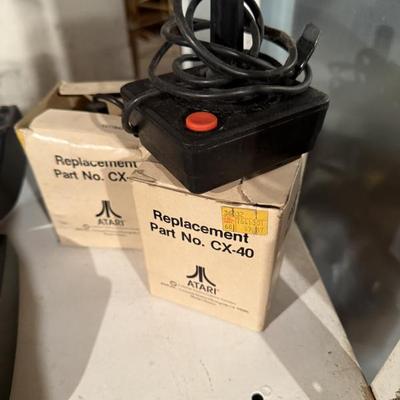 Replacement
Part No. CX-
ATARI
Replacement
Part No. CX-40
ATARI